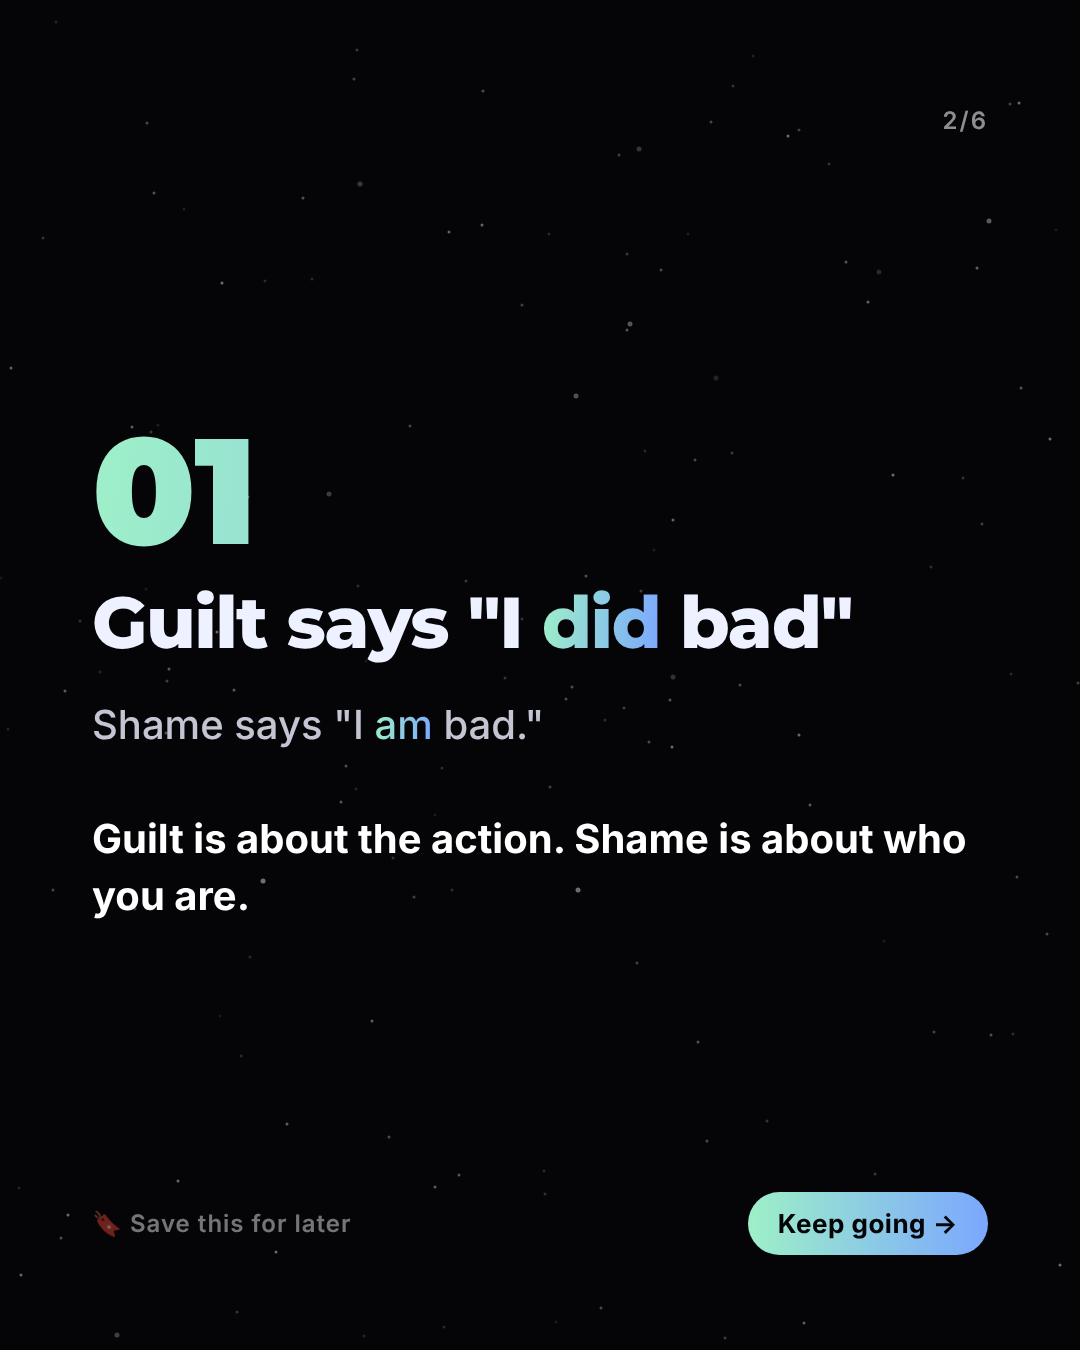 2/6
01
Guilt says "I did bad"
Shame says "I am bad."
Guilt is about the action. Shame is about who
you are.
🔖 Save this for later
Keep going →